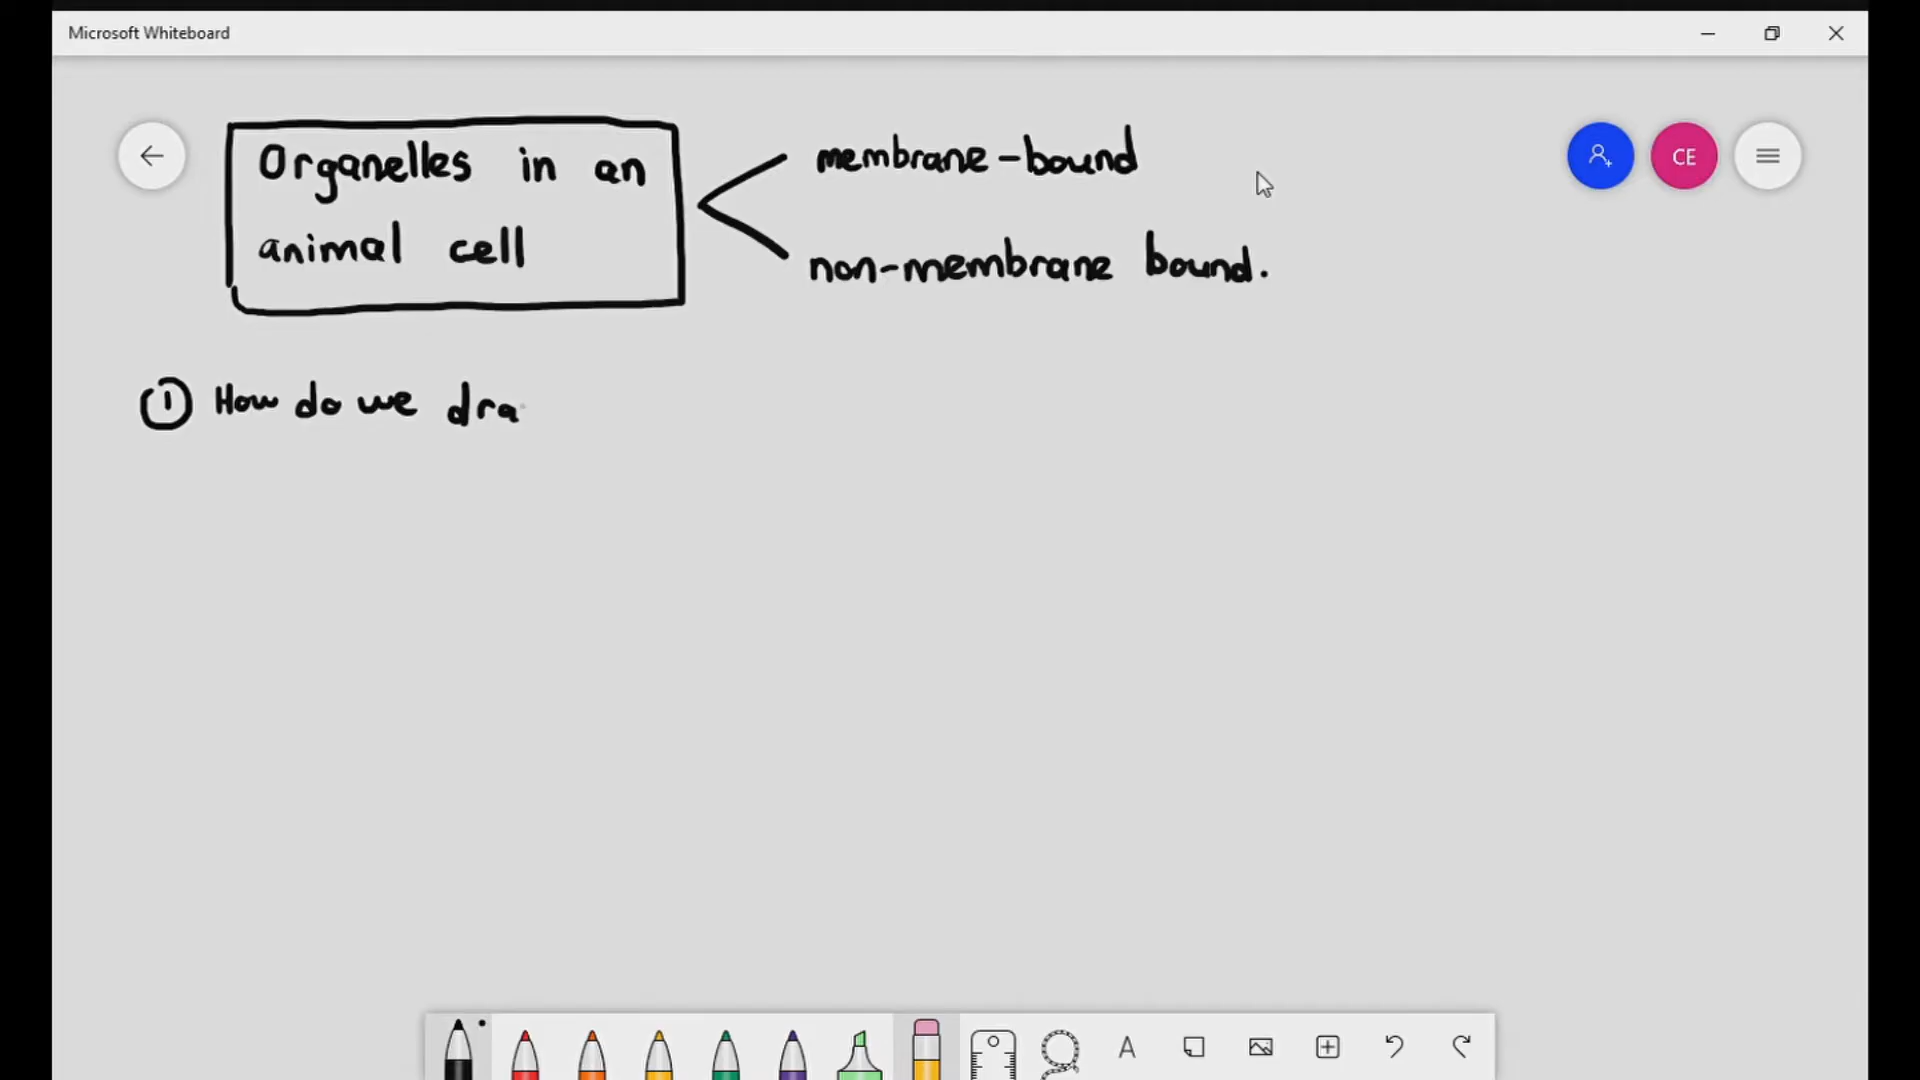 Microsoft Whiteboard
Organelles in an
animal cell
membrane-bound
non-membrane bound.
CE
① How do we dra
A